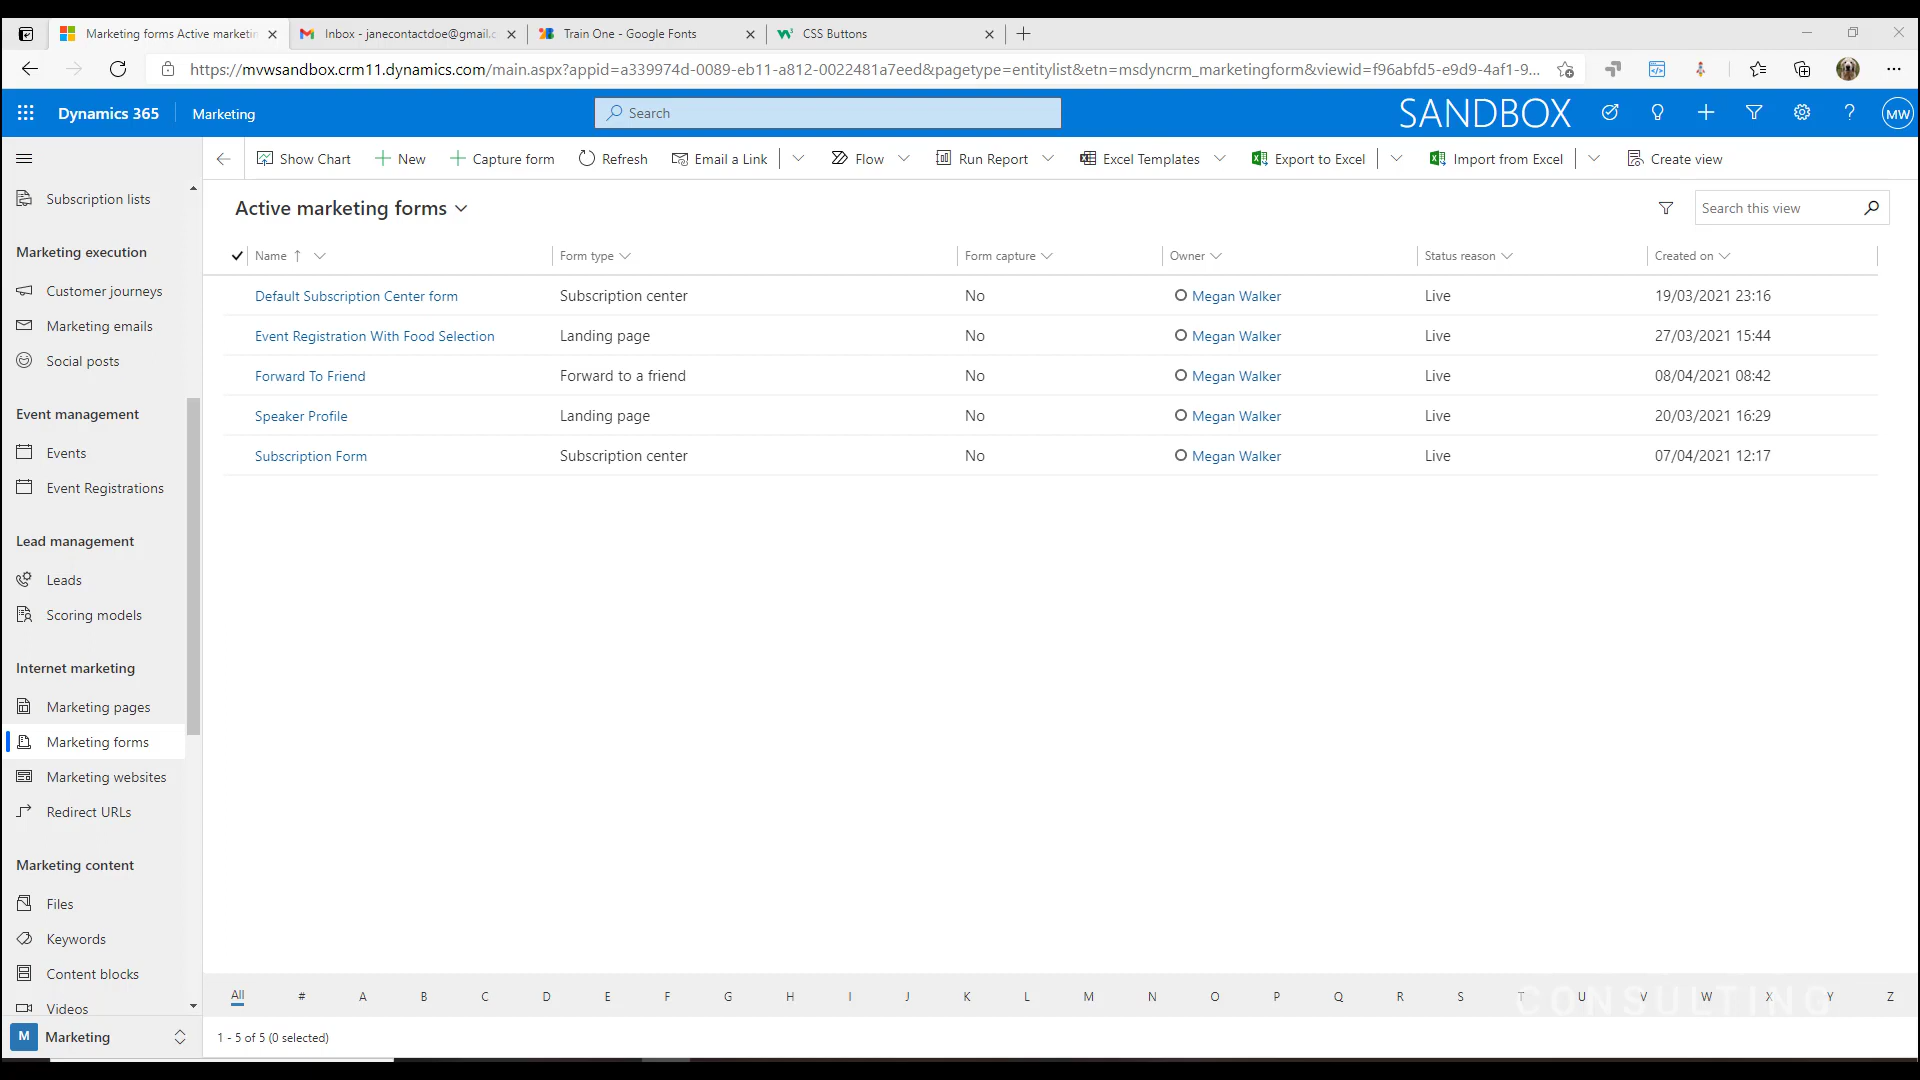 Marketing forms Active marketin
Inbox - janecontactdoe@gmail.c
Train One - Google Fonts
CSS Buttons
https://mvwsandbox.crm11.dynamics.com/main.aspx?appid=a339974d-0089-eb11-a812-0022481a7eed&pagetype=entitylist&etn=msdyncrm_marketingform&viewid=f96abfd5-e9d9-4af1-9...
Dynamics 365
Marketing
Search
SANDBOX
MW
Show Chart
New
Capture form
Refresh
Email a Link
Flow
Run Report
Excel Templates
Export to Excel
Import from Excel
Create view
Subscription lists
Marketing execution
Customer journeys
Marketing emails
Social posts
Event management
Events
Event Registrations
Lead management
Leads
Scoring models
Internet marketing
Marketing pages
Marketing forms
Marketing websites
Redirect URLs
Marketing content
Files
Keywords
Content blocks
Videos
M Marketing
Active marketing forms
Search this view
Name Form type Form capture Owner Status reason Created on
Default Subscription Center form Subscription center No Megan Walker Live 19/03/2021 23:16
Event Registration With Food Selection Landing page No Megan Walker Live 27/03/2021 15:44
Forward To Friend Forward to a friend No Megan Walker Live 08/04/2021 08:42
Speaker Profile Landing page No Megan Walker Live 20/03/2021 16:29
Subscription Form Subscription center No Megan Walker Live 07/04/2021 12:17
All # A B C D E F G H I J K L M N O P Q R S T U V W X Y Z
CONSULTING
1 - 5 of 5 (0 selected)